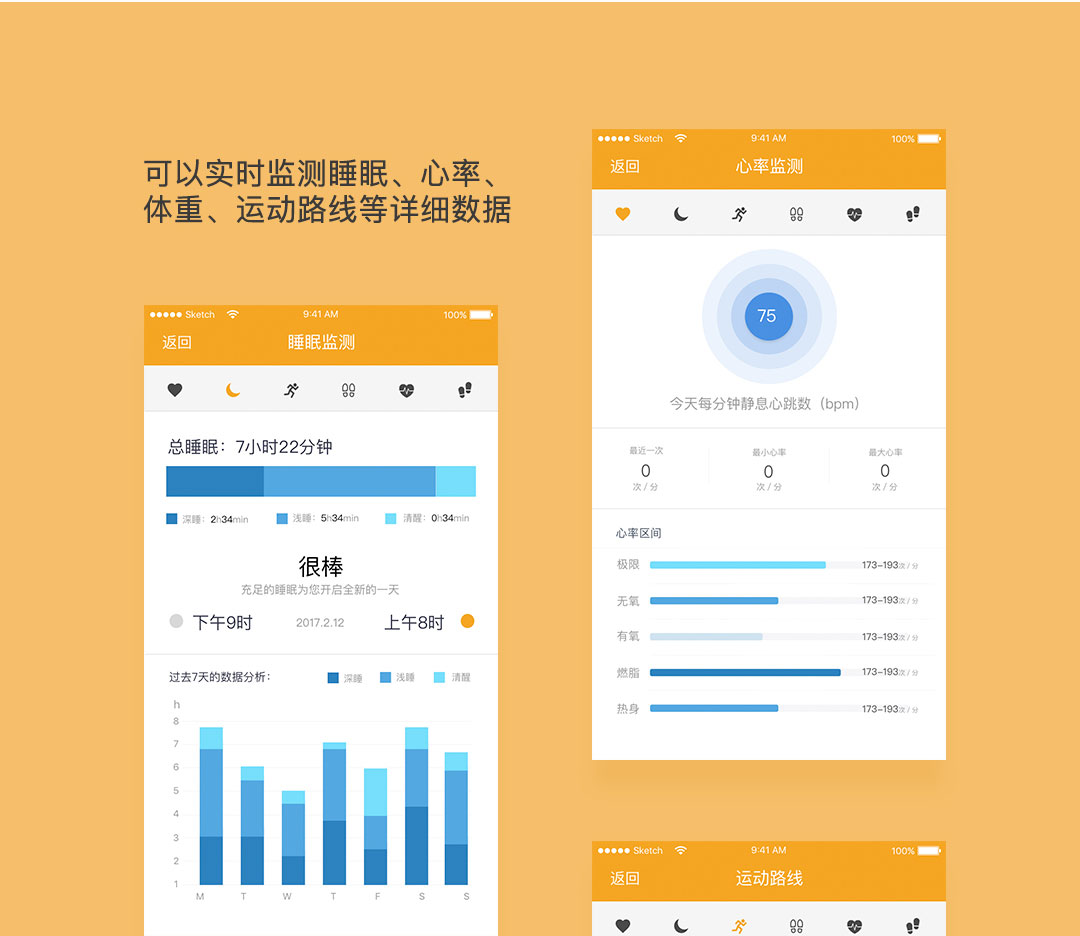 可以实时监测睡眠、心率、
体重、运动路线等详细数据
Sketch 9:41 AM 100%
返回 睡眠监测
总睡眠：7小时22分钟
深睡：2h34min 浅睡：5h34min 清醒：0h34min
很棒
充足的睡眠为您开启全新的一天
下午9时 2017.2.12 上午8时
过去7天的数据分析： 深睡 浅睡 清醒
h
8
7
6
5
4
3
2
1
M T W T F S S
Sketch 9:41 AM 100%
返回 心率监测
75
今天每分钟静息心跳数（bpm）
最近一次 最小心率 最大心率
0 0 0
次 / 分 次 / 分 次 / 分
心率区间
极限 173–193次 / 分
无氧 173–193次 / 分
有氧 173–193次 / 分
燃脂 173–193次 / 分
热身 173–193次 / 分
Sketch 9:41 AM 100%
返回 运动路线